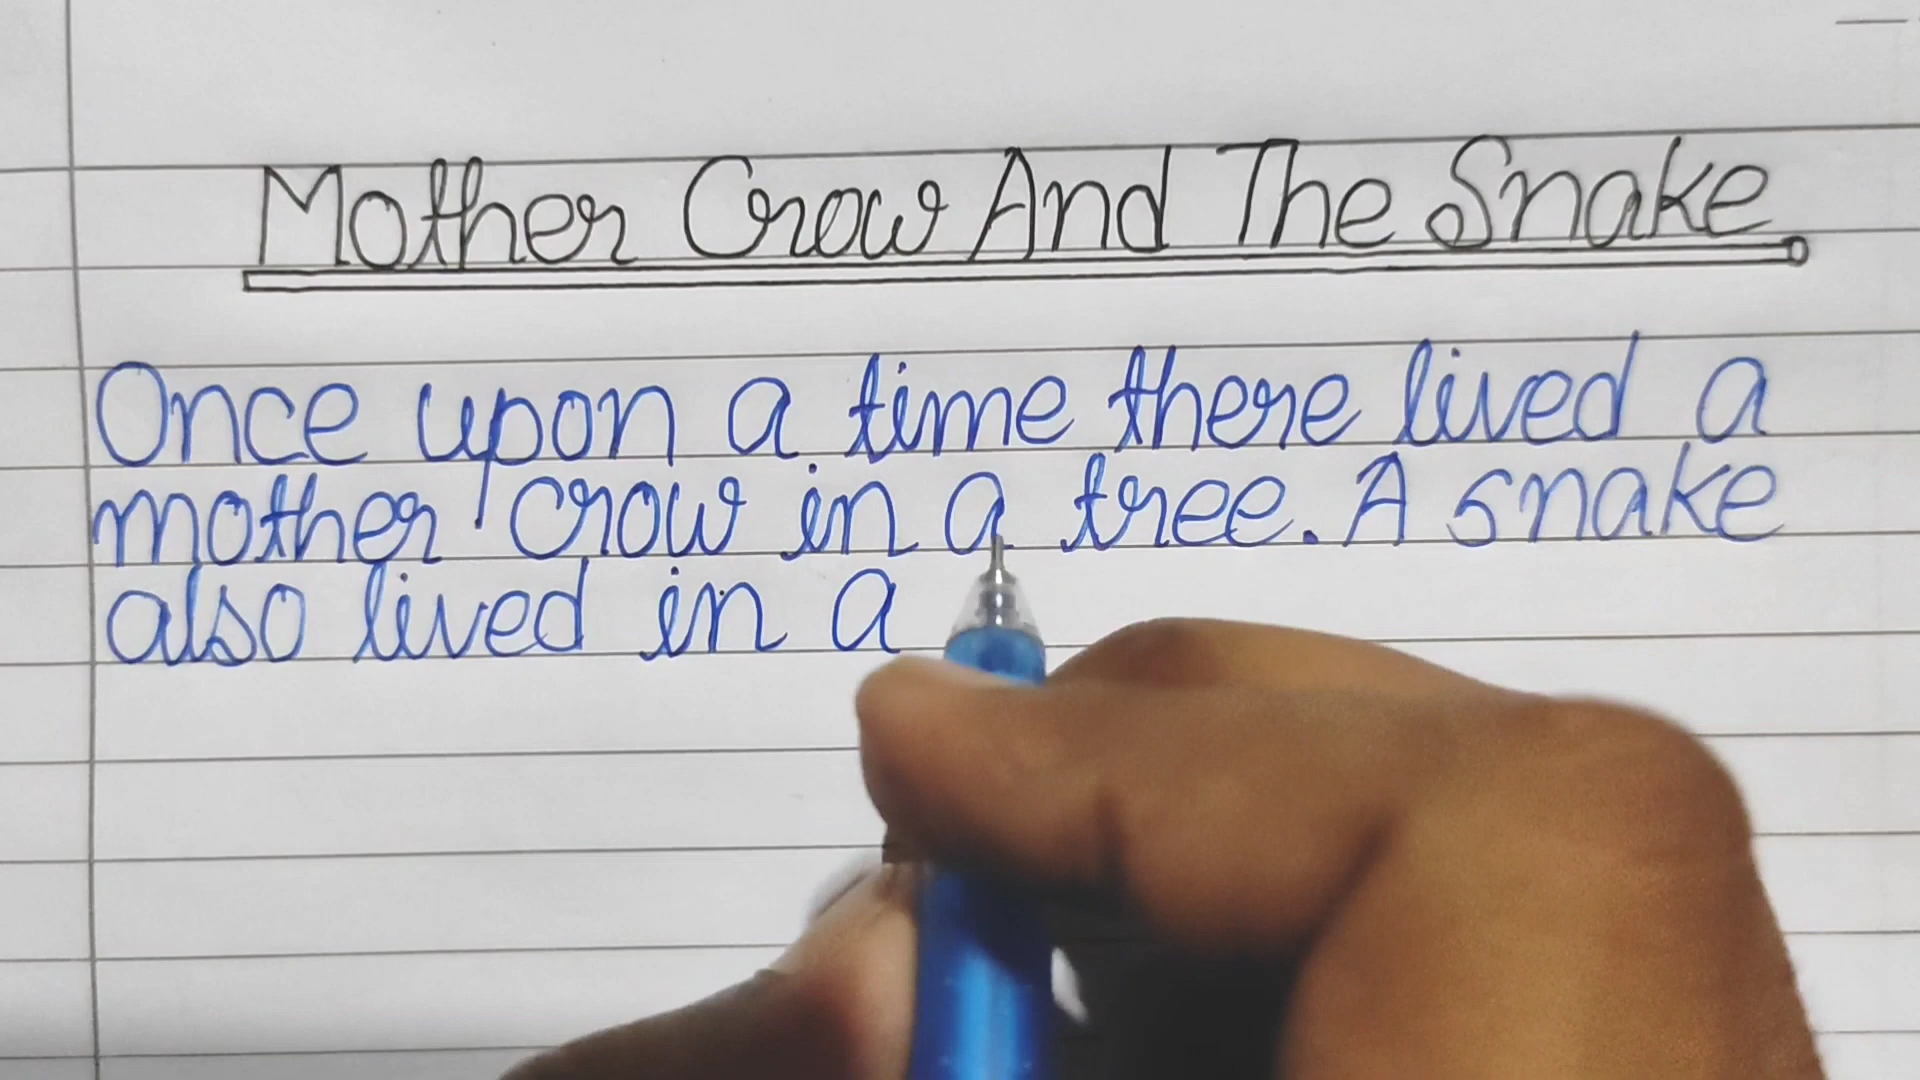 Mother Crow And The Snake
Once upon a time there lived a
mother crow in a tree. A snake
also lived in a